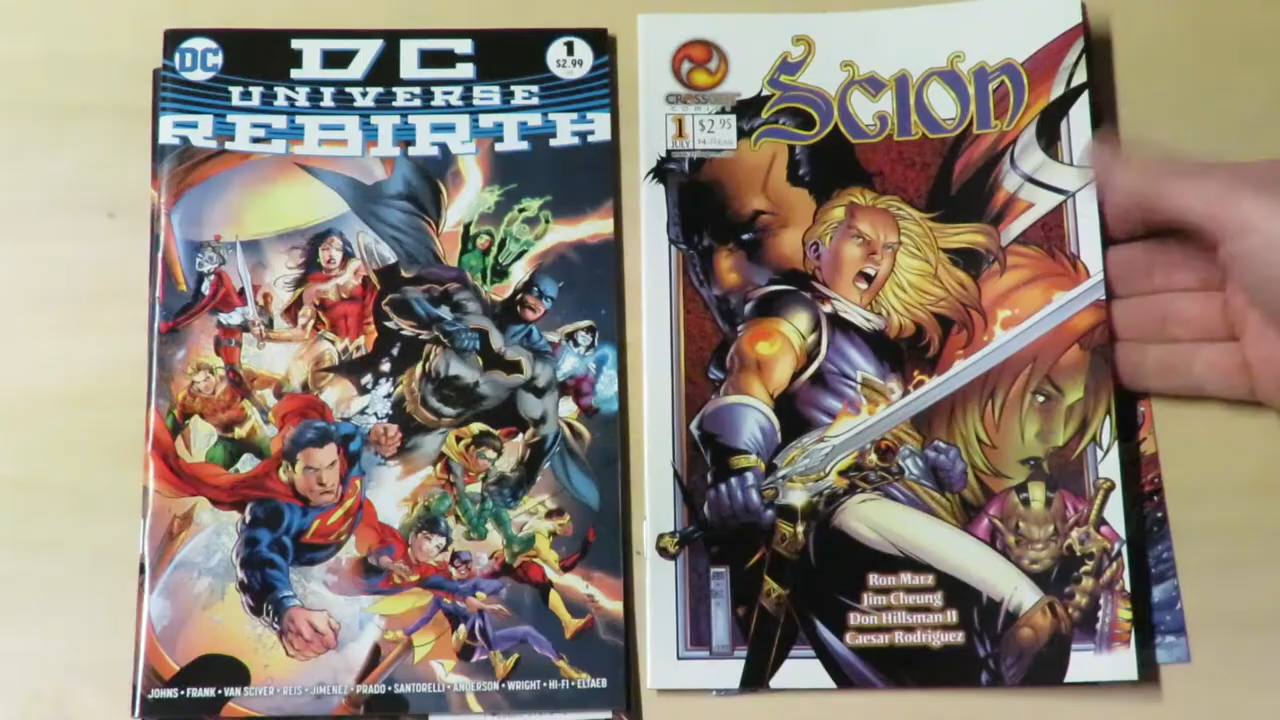 DC
DC
UNIVERSE
REBIRTH
1
$2.99
JOHNS • FRANK • VAN SCIVER • REIS • JIMENEZ • PRADO • SANTORELLI • ANDERSON • WRIGHT • HI-FI • ELTAEB
SCION
1
JULY
$2.95
RON MARZ
JIM CHEUNG
DON HILLSMAN II
CAESAR RODRIGUEZ